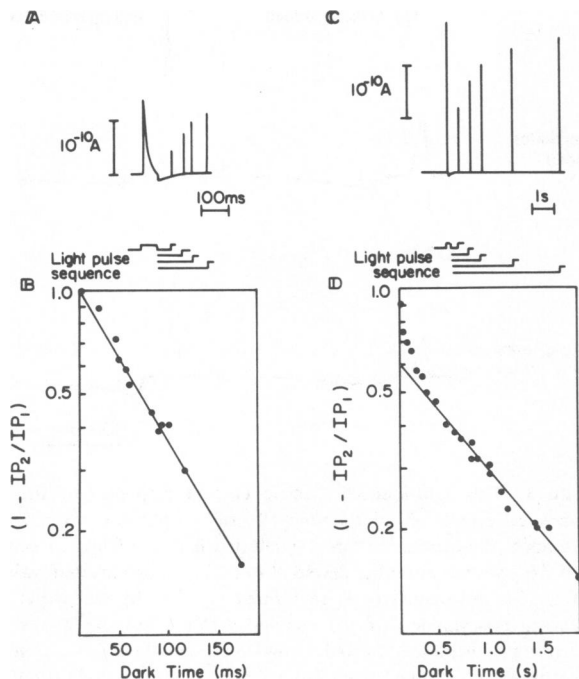 A
10⁻¹⁰A
100ms
C
10⁻¹⁰A
1s
Light pulse
sequence
B
1.0
0.5
0.2
(1 - IP₂/IP₁)
50 100 150
Dark Time (ms)
Light pulse
sequence
D
1.0
0.5
0.2
(1 - IP₂/IP₁)
0.5 1.0 1.5
Dark Time (s)